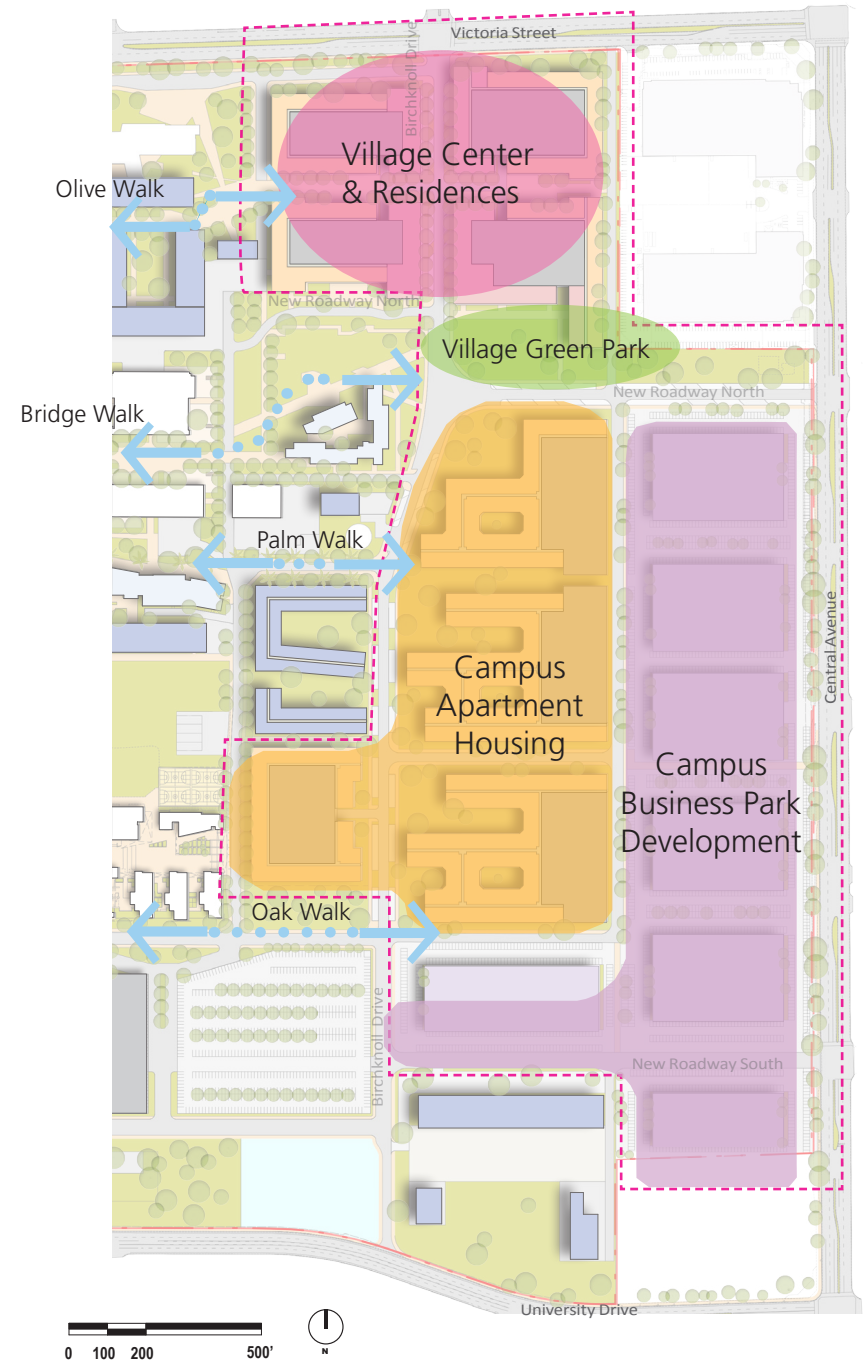 Victoria Street
Birchknoll Drive
Village Center
& Residences
Olive Walk
New Roadway North
Village Green Park
New Roadway North
Bridge Walk
Palm Walk
Central Avenue
Campus
Apartment
Housing
Campus
Business Park
Development
Oak Walk
Birchknoll Drive
New Roadway South
University Drive
0 100 200 500'
N